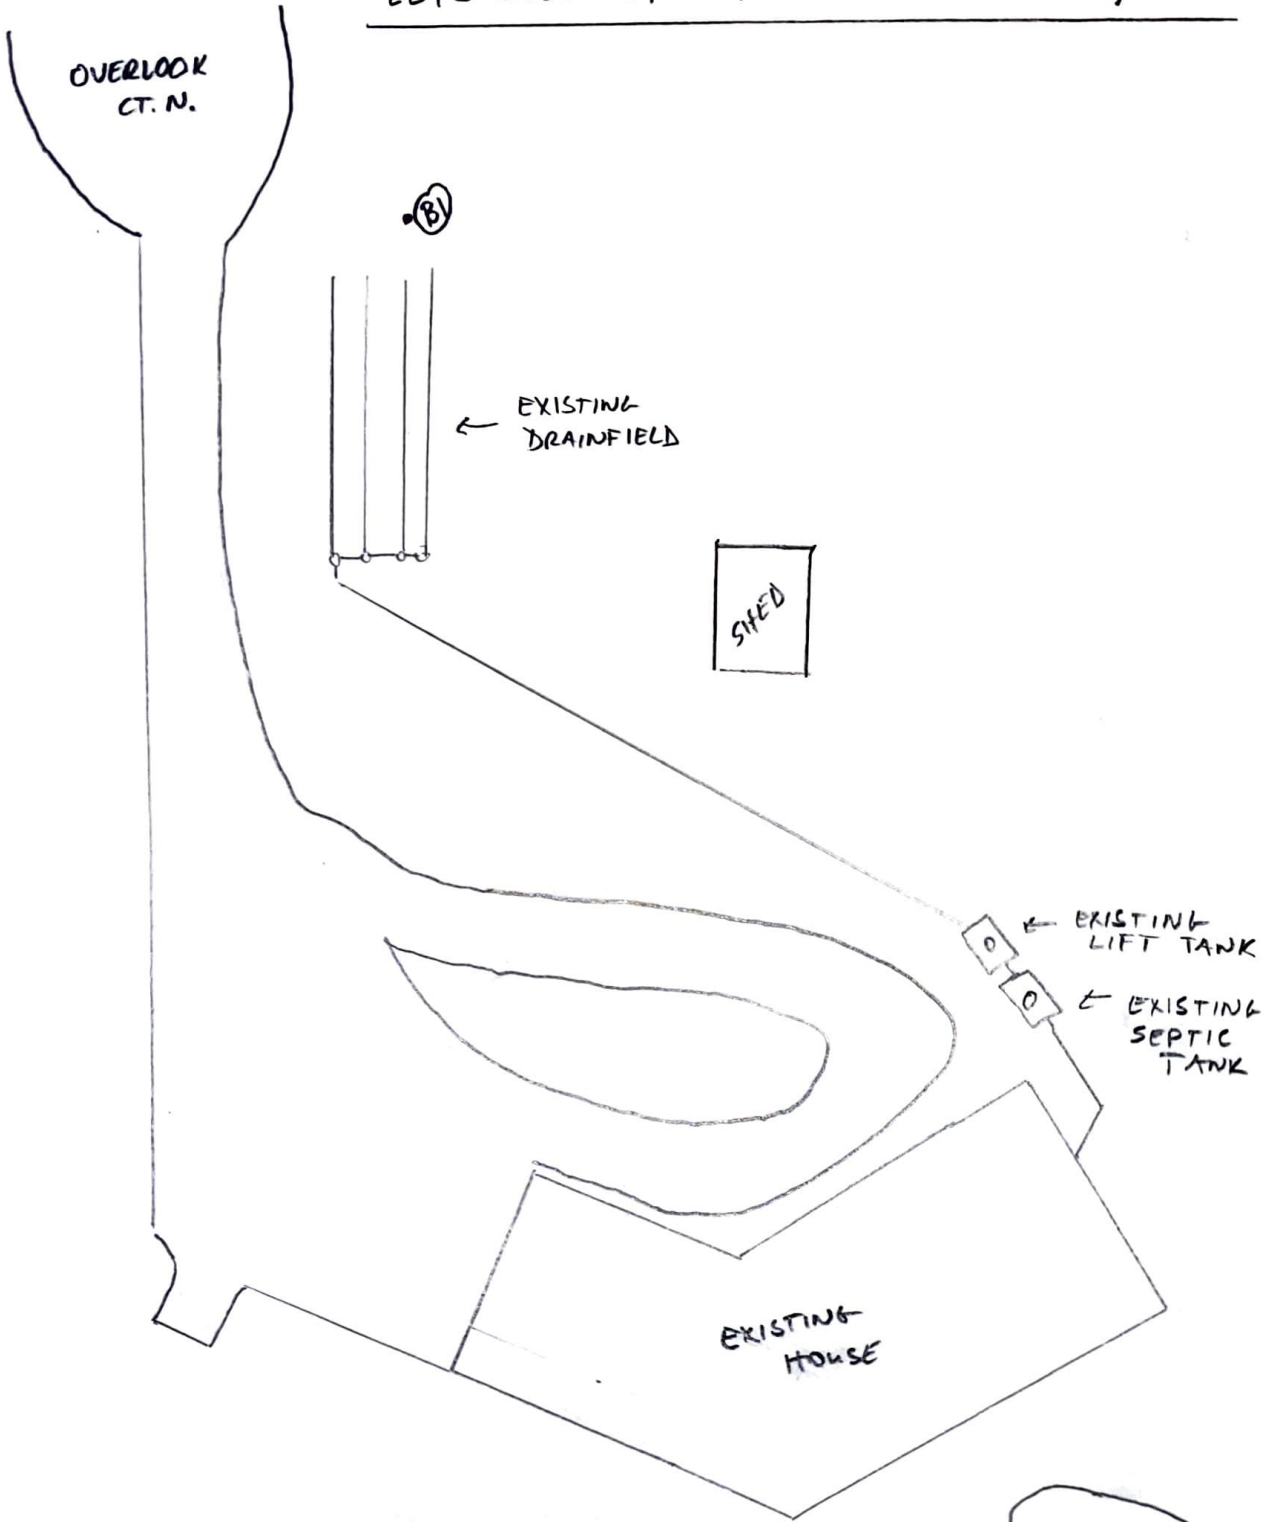 OVERLOOK
CT. N.
B1
← EXISTING
DRAINFIELD
SHED
← EXISTING
LIFT TANK
← EXISTING
SEPTIC
TANK
EXISTING
HOUSE